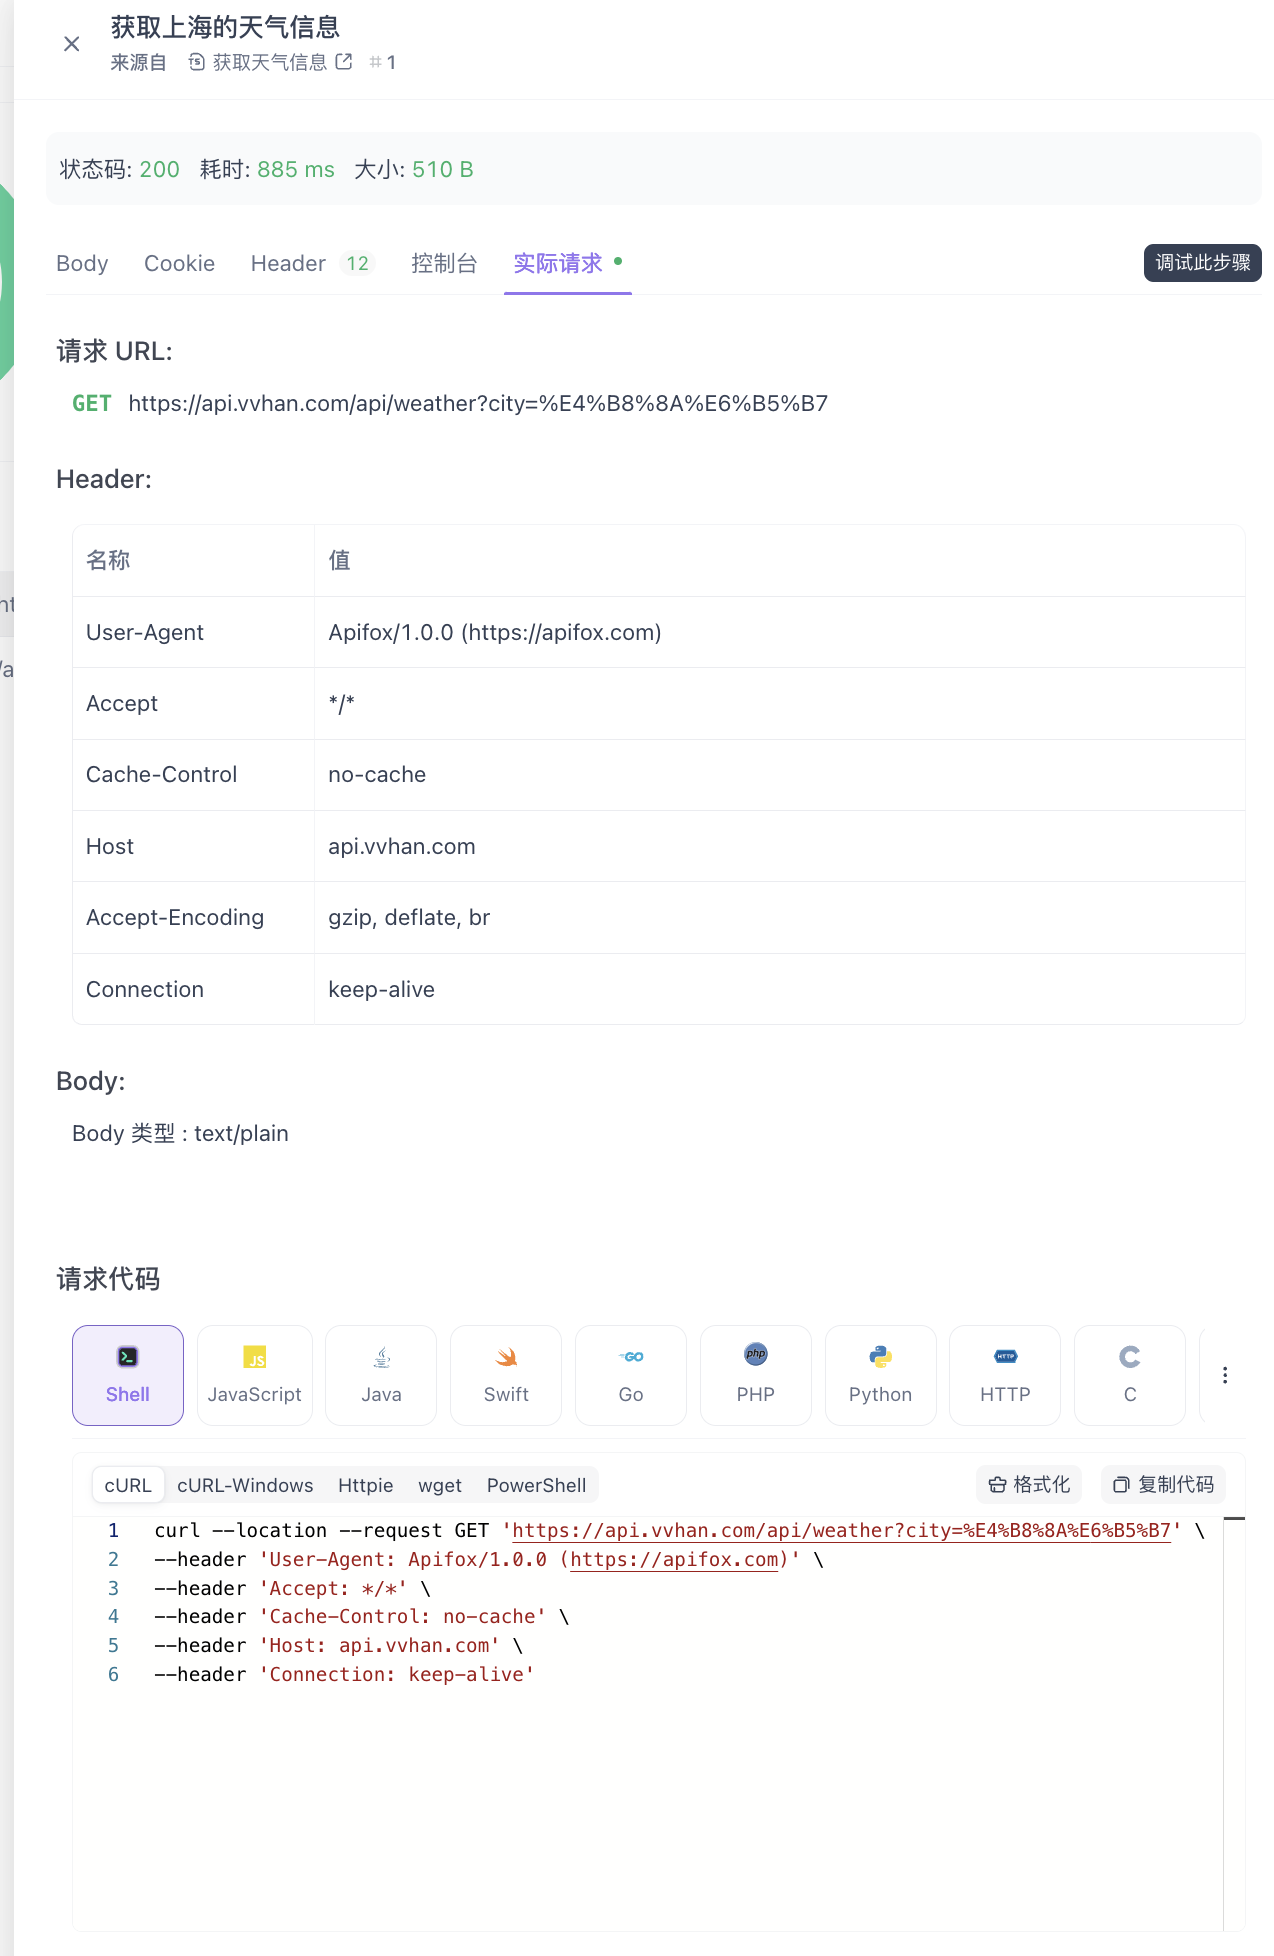 获取上海的天气信息
来源自 获取天气信息 # 1
状态码: 200 耗时: 885 ms 大小: 510 B
Body Cookie Header 12 控制台 实际请求 调试此步骤
请求 URL:
GET https://api.vvhan.com/api/weather?city=%E4%B8%8A%E6%B5%B7
Header:
名称 值
User-Agent Apifox/1.0.0 (https://apifox.com)
Accept */*
Cache-Control no-cache
Host api.vvhan.com
Accept-Encoding gzip, deflate, br
Connection keep-alive
Body:
Body 类型 : text/plain
请求代码
Shell JavaScript Java Swift Go PHP Python HTTP C
cURL cURL-Windows Httpie wget PowerShell 格式化 复制代码
1 curl --location --request GET 'https://api.vvhan.com/api/weather?city=%E4%B8%8A%E6%B5%B7' \
2 --header 'User-Agent: Apifox/1.0.0 (https://apifox.com)' \
3 --header 'Accept: */*' \
4 --header 'Cache-Control: no-cache' \
5 --header 'Host: api.vvhan.com' \
6 --header 'Connection: keep-alive'